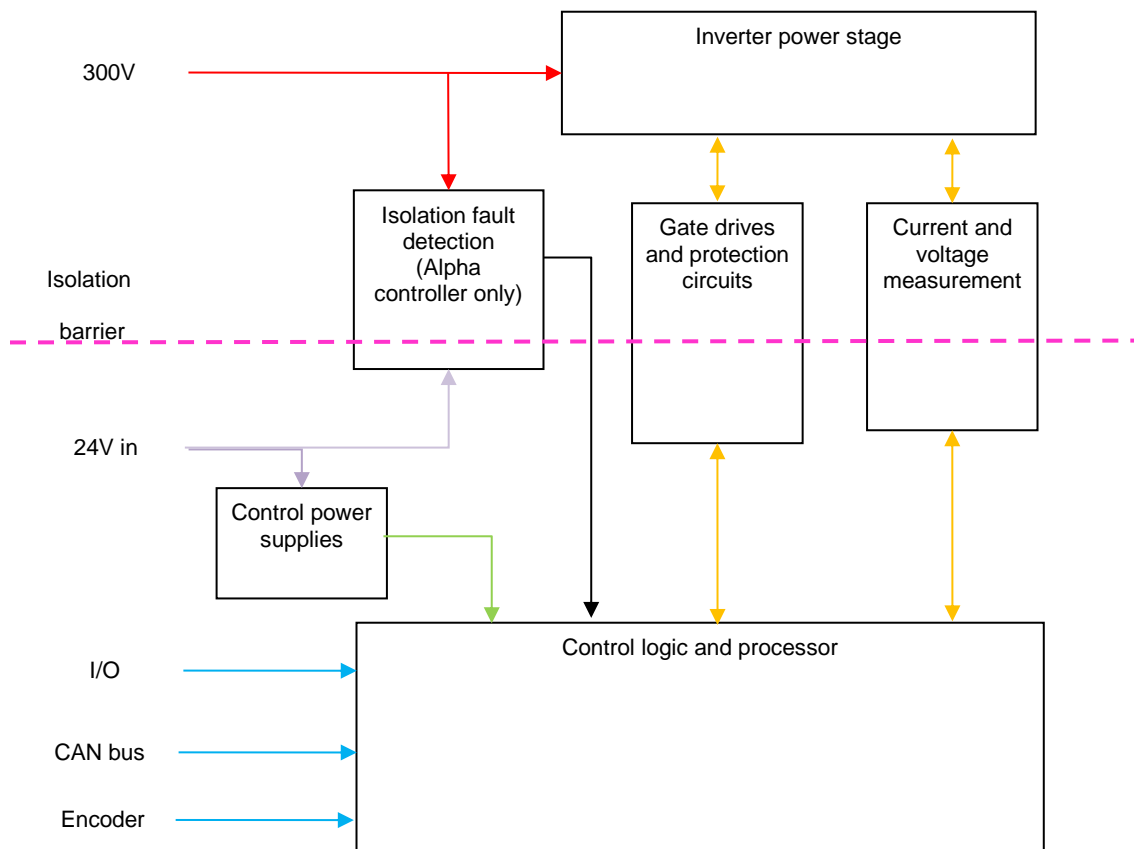 Inverter power stage
300V
Isolation fault
detection
(Alpha
controller only)
Gate drives
and protection
circuits
Current and
voltage
measurement
Isolation
barrier
24V in
Control power
supplies
Control logic and processor
I/O
CAN bus
Encoder